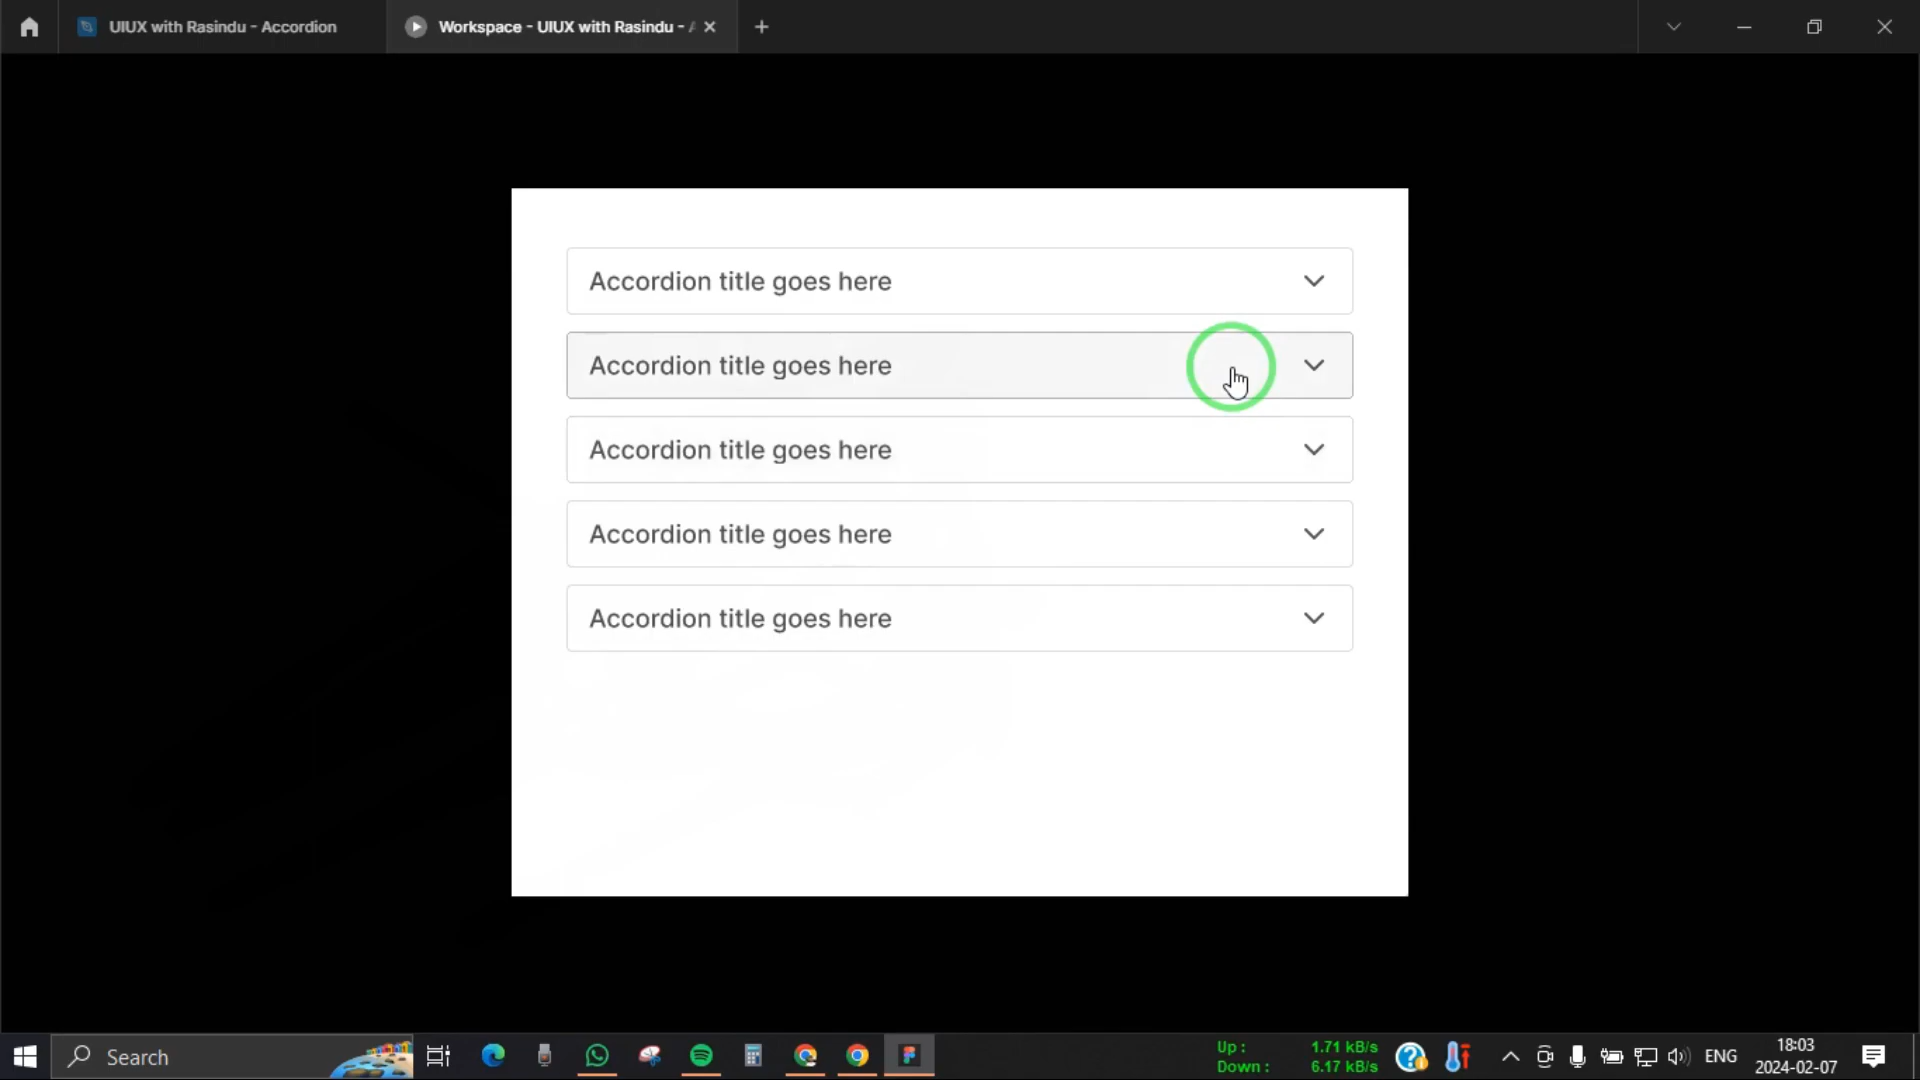 UIUX with Rasindu - Accordion
Workspace - UIUX with Rasindu -
Accordion title goes here
Accordion title goes here
Accordion title goes here
Accordion title goes here
Accordion title goes here
Search
Up : 1.71 kB/s
Down : 6.17 kB/s
ENG
18:03
2024-02-07